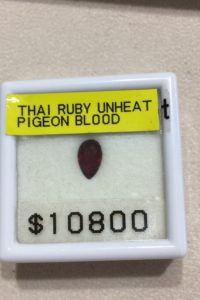 THAI RUBY UNHEAT
PIGEON BLOOD
t
$10800